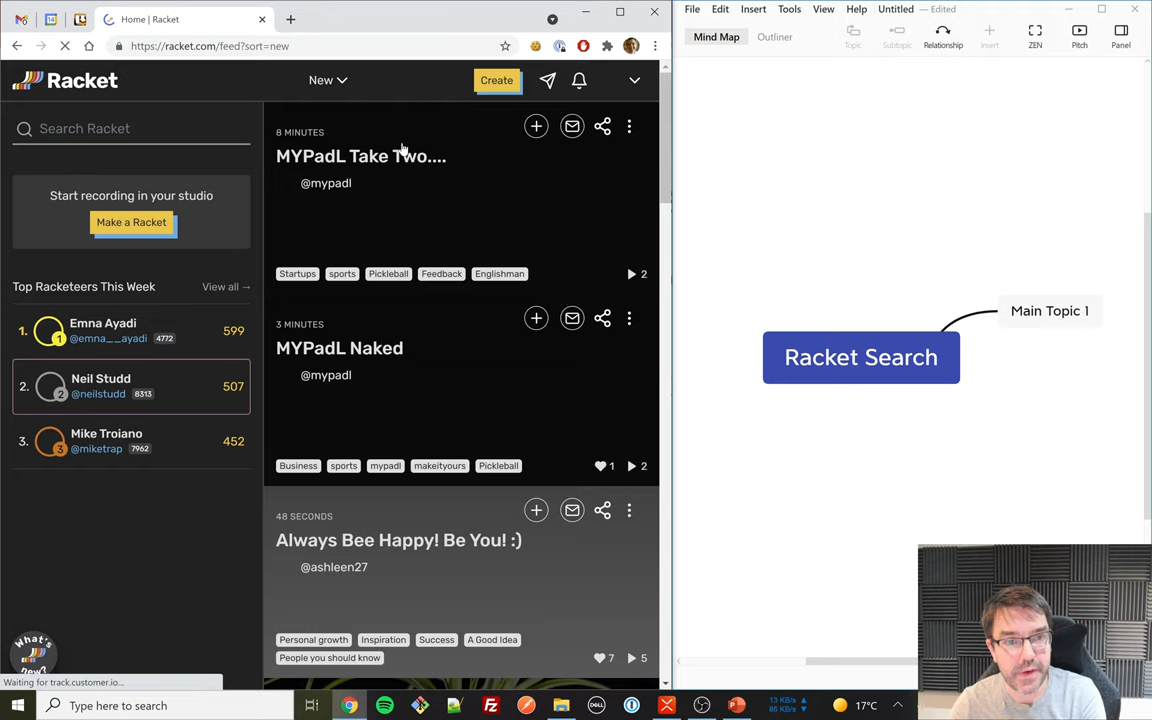 Home | Racket
File Edit Insert Tools View Help Untitled - Edited
Mind Map Outliner
Topic Subtopic Relationship Insert ZEN Pitch Panel
https://racket.com/feed?sort=new
Racket
New
Create
Search Racket
Start recording in your studio
Make a Racket
Top Racketeers This Week View all →
1. Emna Ayadi 599
@emna__ayadi 4772
2. Neil Studd 507
@neilstudd 8313
3. Mike Troiano 452
@miketrap 7962
8 MINUTES
MYPadL Take Two....
@mypadl
Startups sports Pickleball Feedback Englishman 2
3 MINUTES
MYPadL Naked
@mypadl
Business sports mypadl makeityours Pickleball 1 2
48 SECONDS
Always Bee Happy! Be You! :)
@ashleen27
Personal growth Inspiration Success A Good Idea
People you should know 7 5
Racket Search
Main Topic 1
What's
new?
Waiting for track.customer.io...
Type here to search
13 KB/s
86 KB/s
17°C